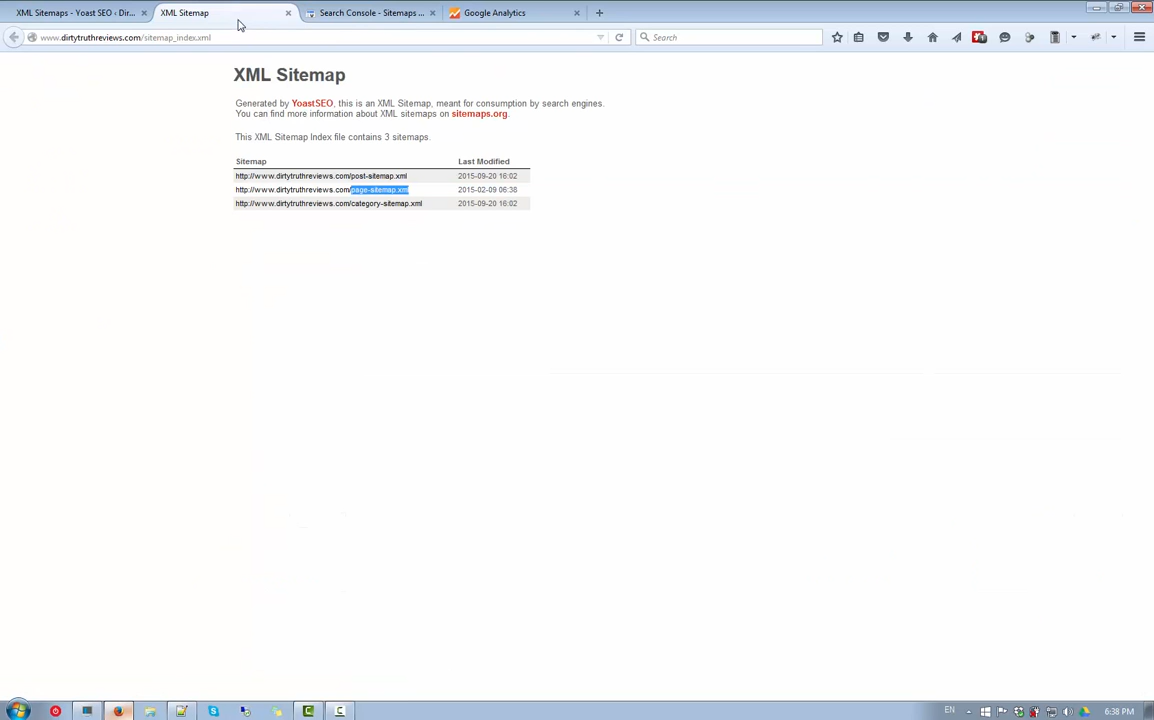 XML Sitemaps - Yoast SEO ‹ Dir...
XML Sitemap
Search Console - Sitemaps ...
Google Analytics
www.dirtytruthreviews.com/sitemap_index.xml
Search
XML Sitemap
Generated by YoastSEO, this is an XML Sitemap, meant for consumption by search engines.
You can find more information about XML sitemaps on sitemaps.org.
This XML Sitemap Index file contains 3 sitemaps.
Sitemap Last Modified
http://www.dirtytruthreviews.com/post-sitemap.xml 2015-09-20 16:02
http://www.dirtytruthreviews.com/page-sitemap.xml 2015-02-09 06:38
http://www.dirtytruthreviews.com/category-sitemap.xml 2015-09-20 16:02
EN
6:38 PM